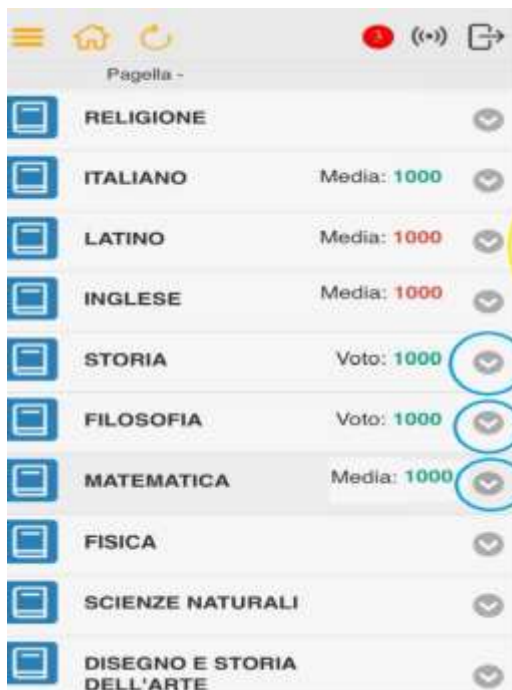 3
Pagella -
RELIGIONE
ITALIANO Media: 1000
LATINO Media: 1000
INGLESE Media: 1000
STORIA Voto: 1000
FILOSOFIA Voto: 1000
MATEMATICA Media: 1000
FISICA
SCIENZE NATURALI
DISEGNO E STORIA
DELL'ARTE